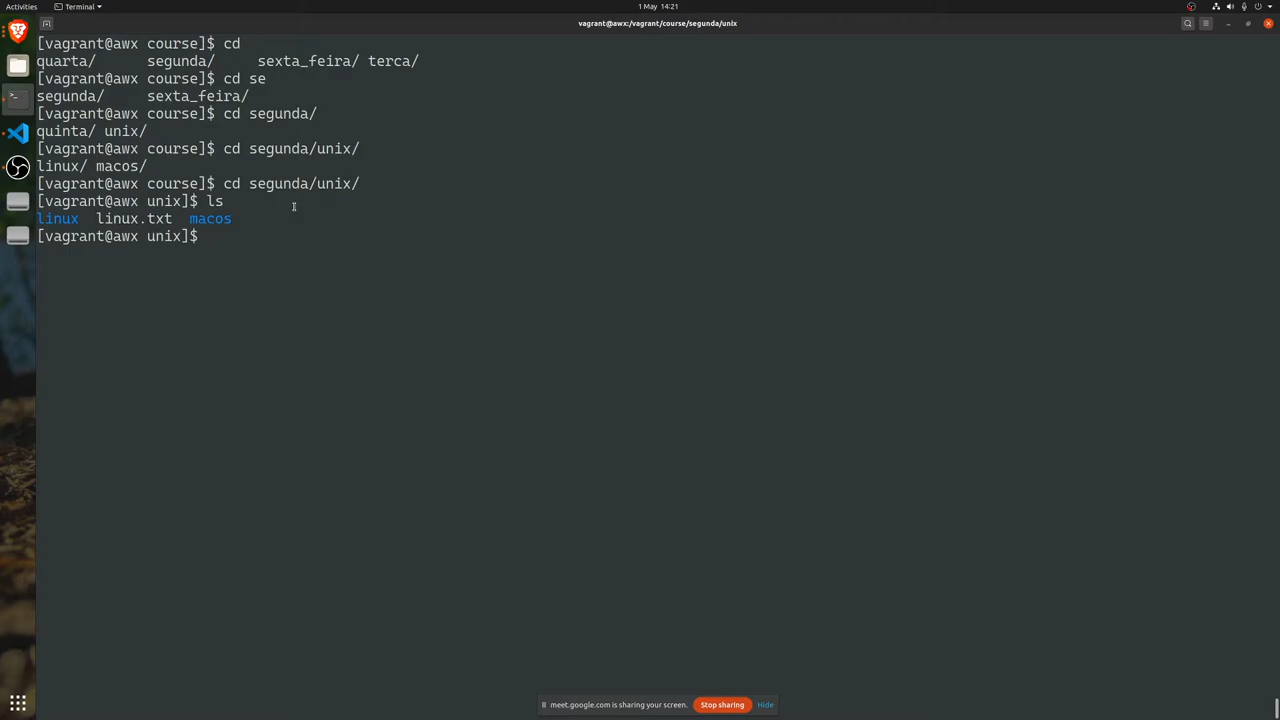 Activities Terminal 1 May 14:21
vagrant@awx:/vagrant/course/segunda/unix
[vagrant@awx course]$ cd
quarta/ segunda/ sexta_feira/ terca/
[vagrant@awx course]$ cd se
segunda/ sexta_feira/
[vagrant@awx course]$ cd segunda/
quinta/ unix/
[vagrant@awx course]$ cd segunda/unix/
linux/ macos/
[vagrant@awx course]$ cd segunda/unix/
[vagrant@awx unix]$ ls
linux linux.txt macos
[vagrant@awx unix]$
meet.google.com is sharing your screen. Stop sharing Hide